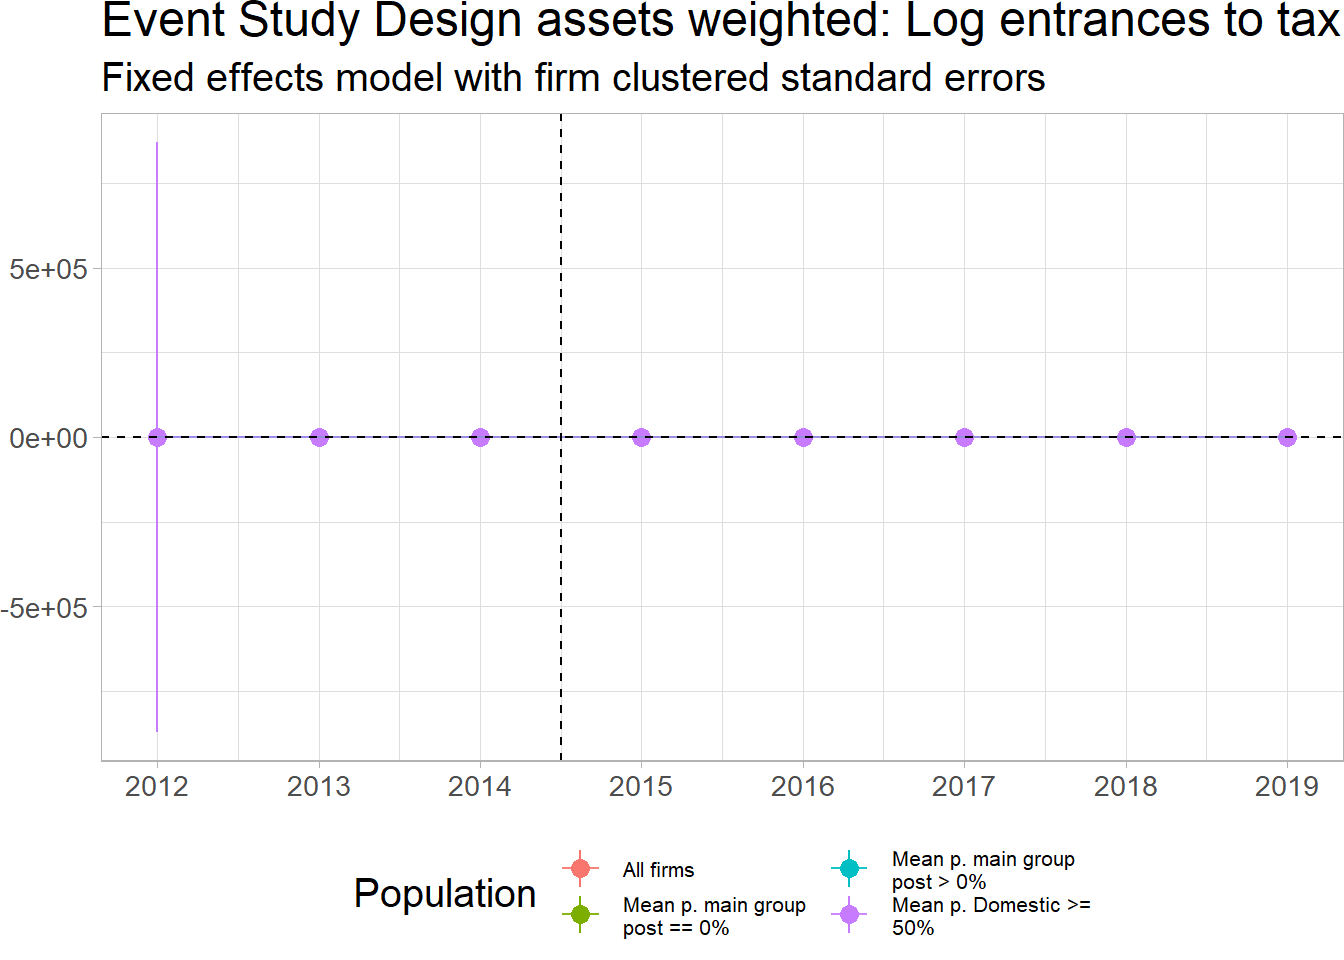 Event Study Design assets weighted: Log entrances to tax
Fixed effects model with firm clustered standard errors
5e+05
0e+00
-5e+05
2012 2013 2014 2015 2016 2017 2018 2019
Population
All firms
Mean p. main group
post == 0%
Mean p. main group
post > 0%
Mean p. Domestic >=
50%